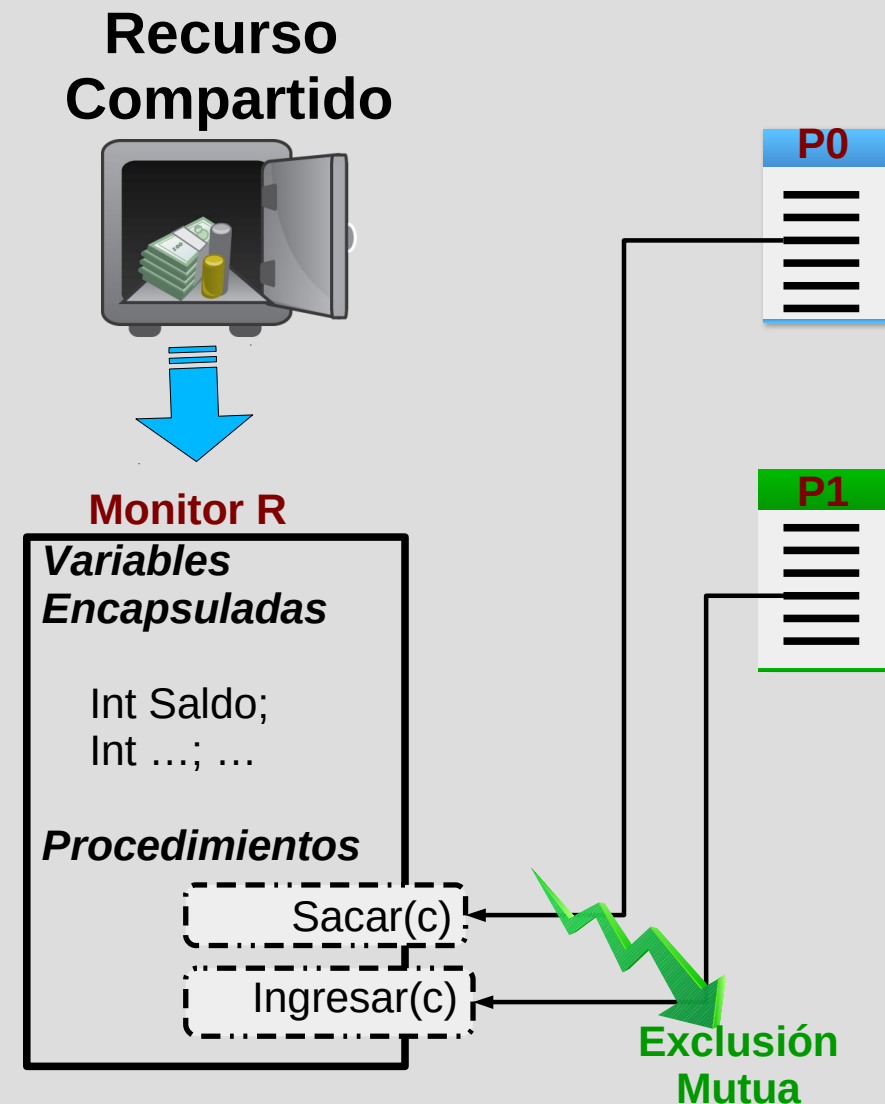 Recurso
Compartido
P0
P1
Monitor R
Variables
Encapsuladas
Int Saldo;
Int …; …
Procedimientos
Sacar(c)
Ingresar(c)
Exclusión
Mutua